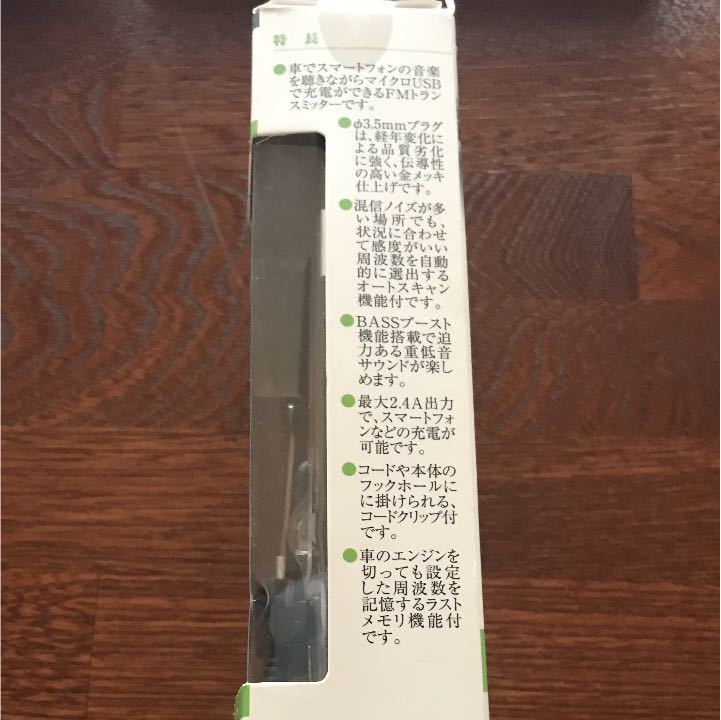 特長
●車でスマートフォンの音楽
を聴きながらマイクロUSB
で充電ができるFMトラン
スミッターです。
●φ3.5mmプラグ
は、経年変化に
よる品質劣化
に強く、伝導性
の高い金メッキ
仕上げです。
●混信ノイズが多
い場所でも、
状況に合わせ
て感度がいい
周波数を自動
的に選出する
オートスキャン
機能付です。
●BASSブースト
機能搭載で迫
力ある重低音
サウンドが楽し
めます。
●最大2.4A出力
で、スマートフォ
ンなどの充電が
可能です。
●コードや本体の
フックホールに
に掛けられる、
コードクリップ付
です。
●車のエンジンを
切っても設定
した周波数を
記憶するラスト
メモリ機能付
です。